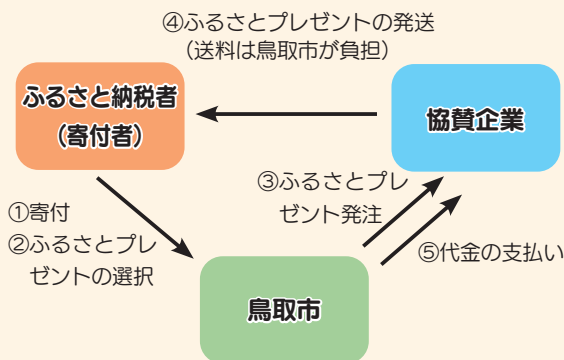 ④ふるさとプレゼントの発送
（送料は鳥取市が負担）
ふるさと納税者
（寄付者）
協賛企業
③ふるさとプレ
ゼント発注
①寄付
②ふるさとプレ
ゼントの選択
⑤代金の支払い
鳥取市